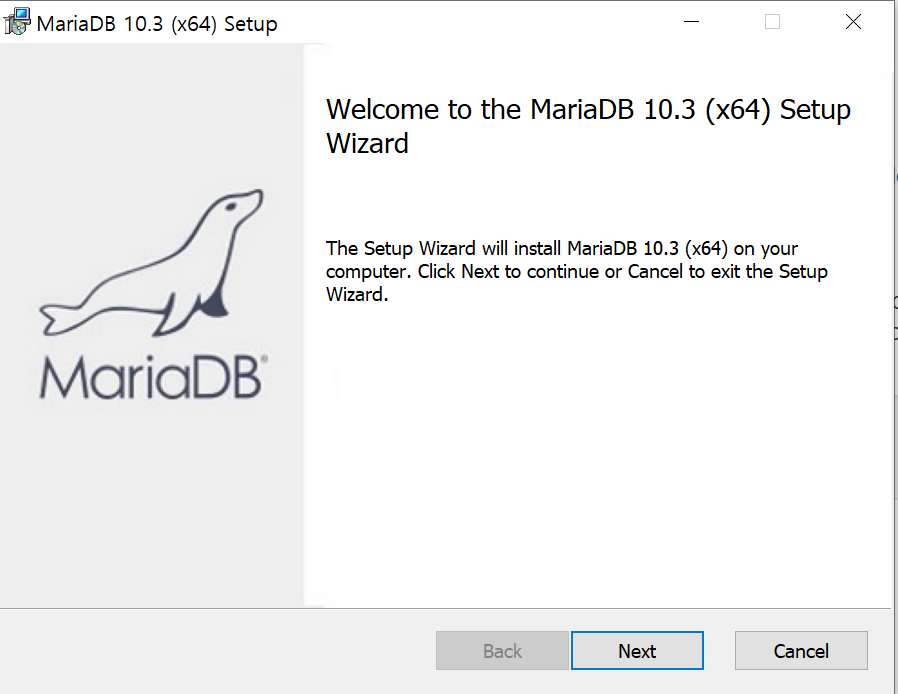 MariaDB 10.3 (x64) Setup
Welcome to the MariaDB 10.3 (x64) Setup
Wizard
The Setup Wizard will install MariaDB 10.3 (x64) on your
computer. Click Next to continue or Cancel to exit the Setup
Wizard.
MariaDB®
Back
Next
Cancel